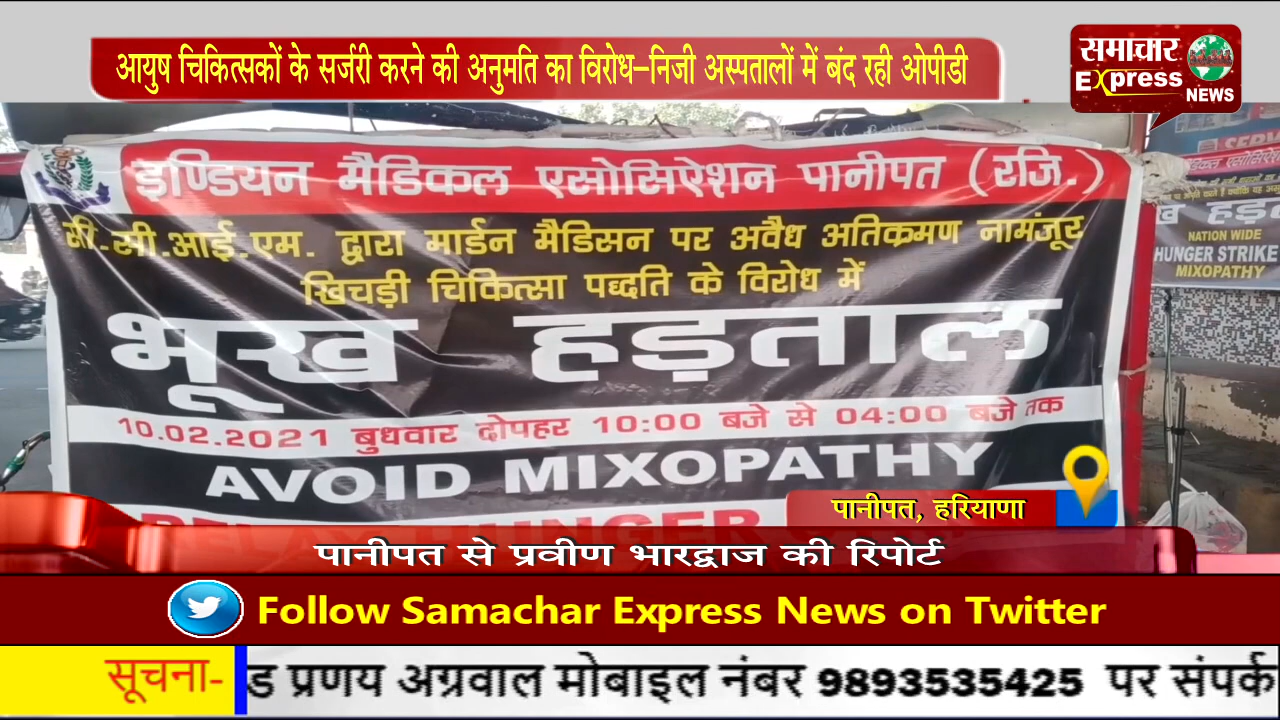 आयुष चिकित्सकों के सर्जरी करने की अनुमति का विरोध-निजी अस्पतालों में बंद रही ओपीडी
समाचार
Express
NEWS
इण्डियन मैडिकल एसोसिऐशन पानीपत (रजि.)
सी.सी.आई.एम. द्वारा मार्डन मैडिसन पर अवैध अतिक्रमण नामंजूर
खिचड़ी चिकित्सा पद्धति के विरोध में
भूख हड़ताल
10.02.2021 बुधवार दोपहर 10:00 बजे से 04:00 बजे तक
AVOID MIXOPATHY
HUNGER
NATION WIDE
HUNGER STRIKE
MIXOPATHY
पानीपत, हरियाणा
पानीपत से प्रवीण भारद्वाज की रिपोर्ट
Follow Samachar Express News on Twitter
सूचना- ड प्रणय अग्रवाल मोबाइल नंबर 9893535425 पर संपर्क